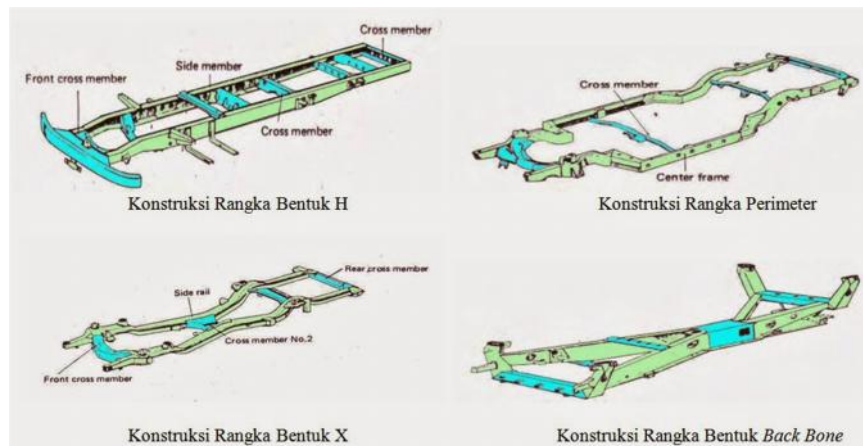 Cross member
Side member
Front cross member
Cross member
Konstruksi Rangka Bentuk H
Cross member
Center frame
Konstruksi Rangka Perimeter
Rear cross member
Side rail
Cross member No.2
Front cross member
Konstruksi Rangka Bentuk X
Konstruksi Rangka Bentuk Back Bone